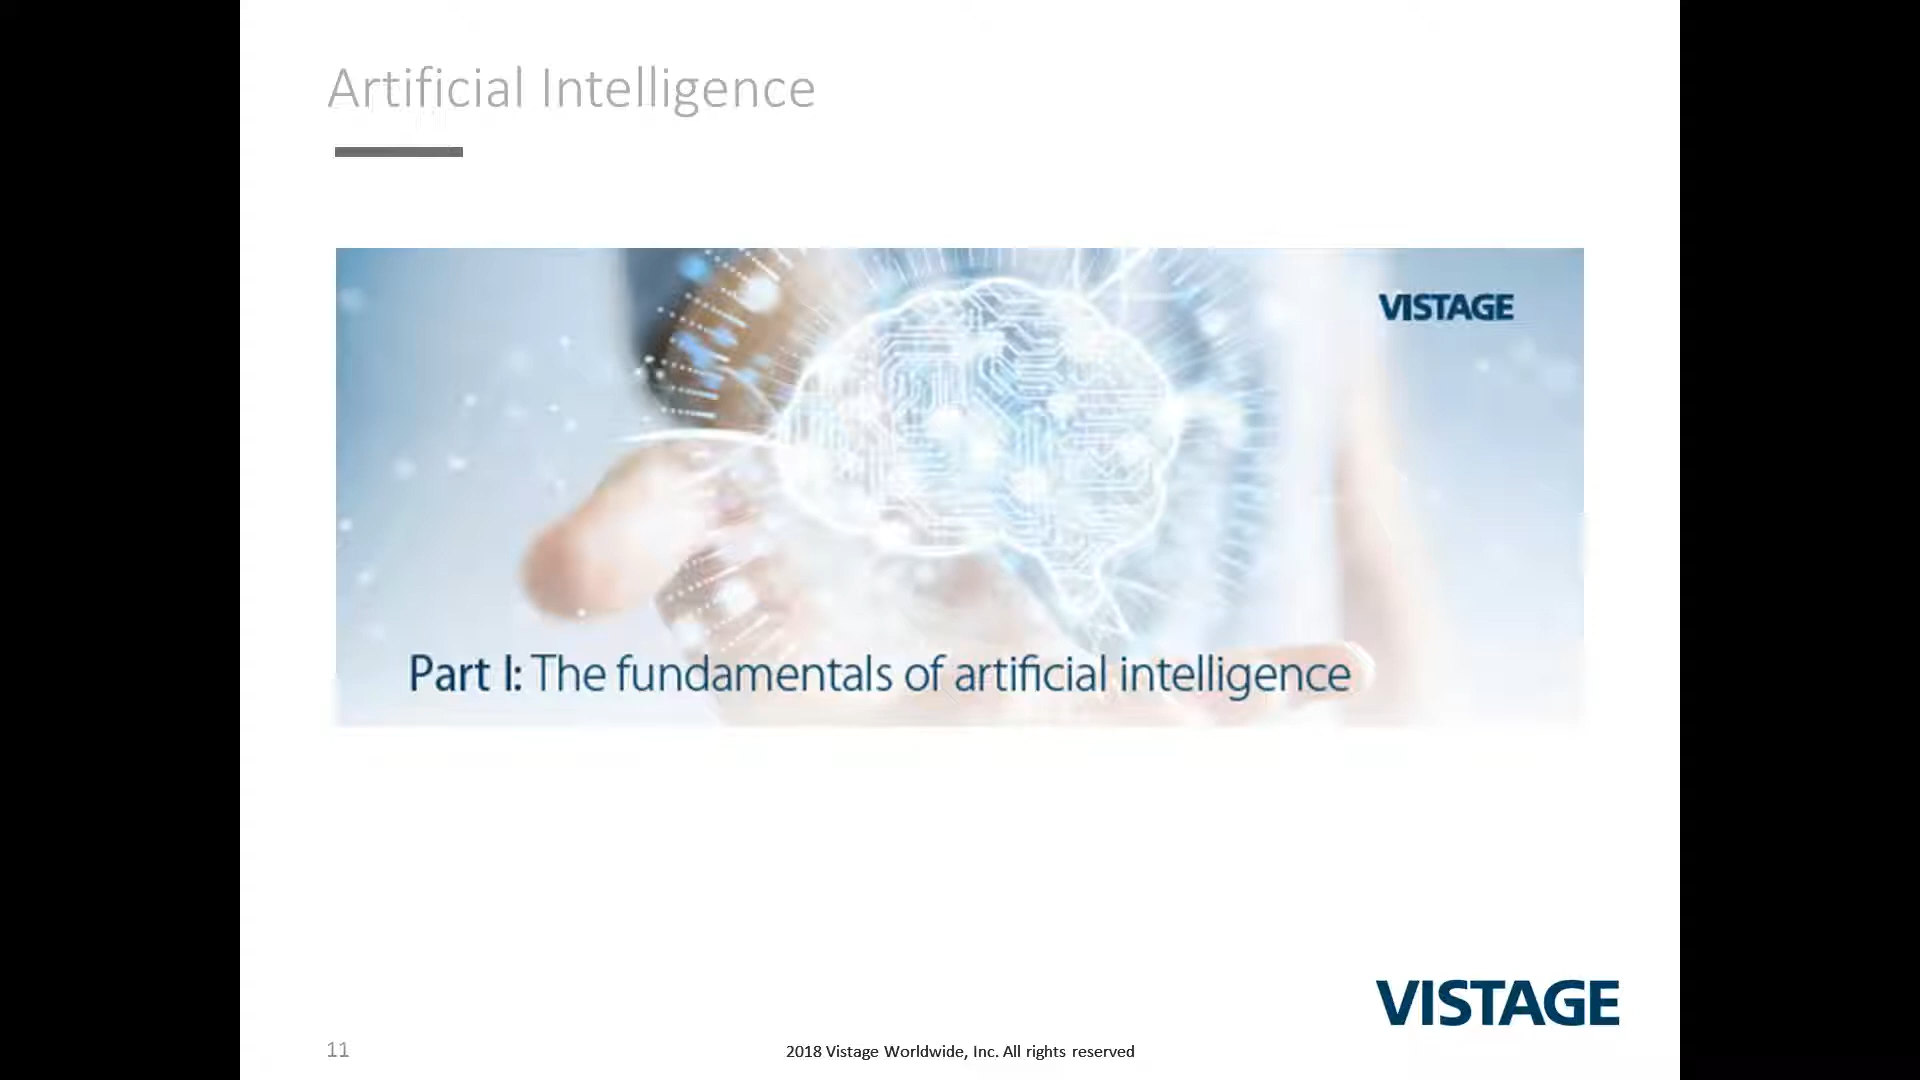 Artificial Intelligence
VISTAGE
Part I: The fundamentals of artificial intelligence
VISTAGE
11
2018 Vistage Worldwide, Inc. All rights reserved